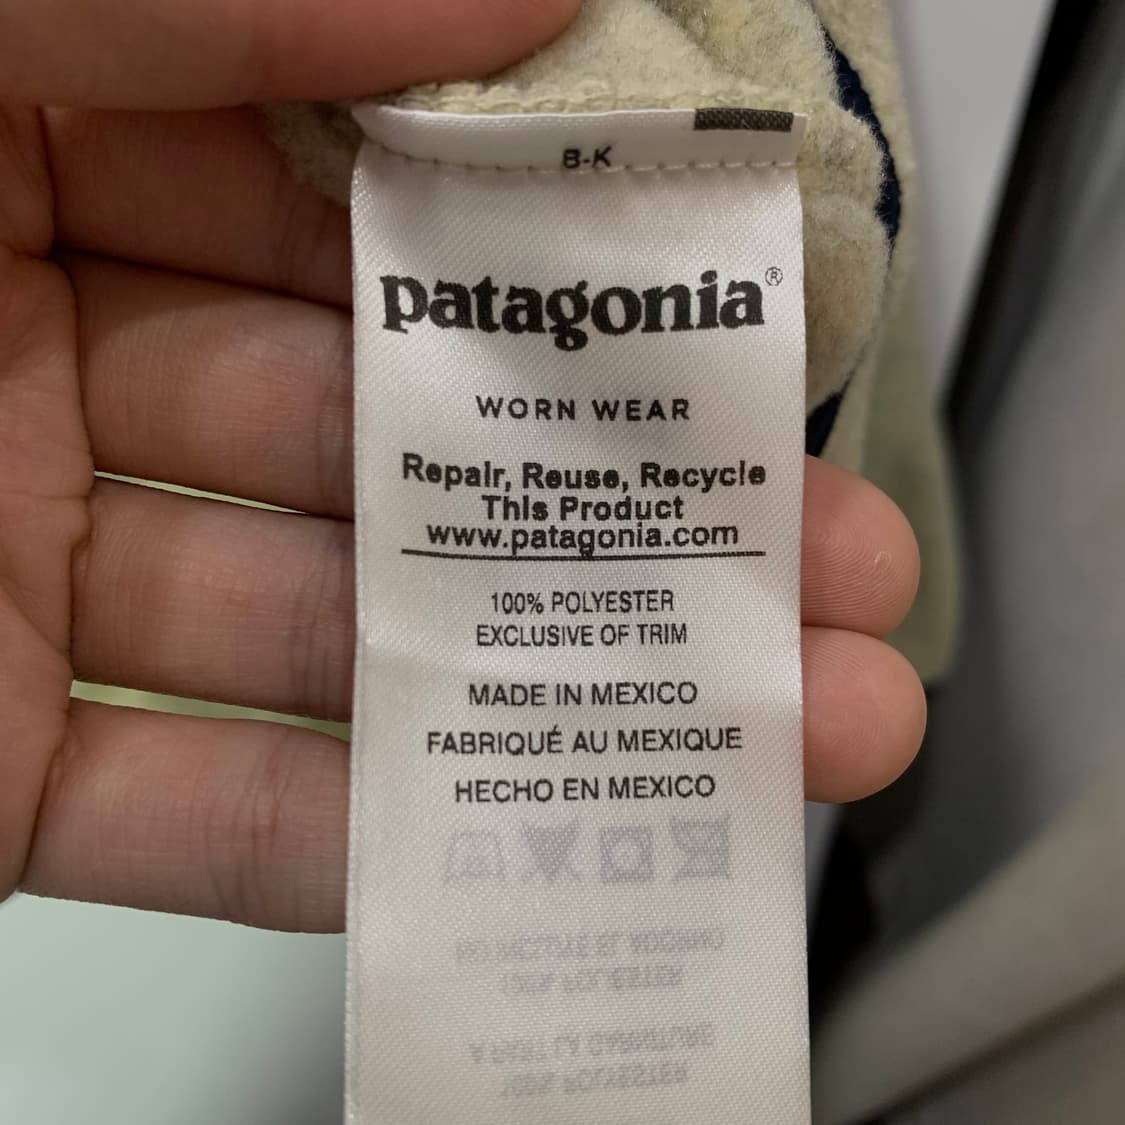 B-K
patagonia®
WORN WEAR
Repair, Reuse, Recycle
This Product
www.patagonia.com
100% POLYESTER
EXCLUSIVE OF TRIM
MADE IN MEXICO
FABRIQUÉ AU MEXIQUE
HECHO EN MEXICO